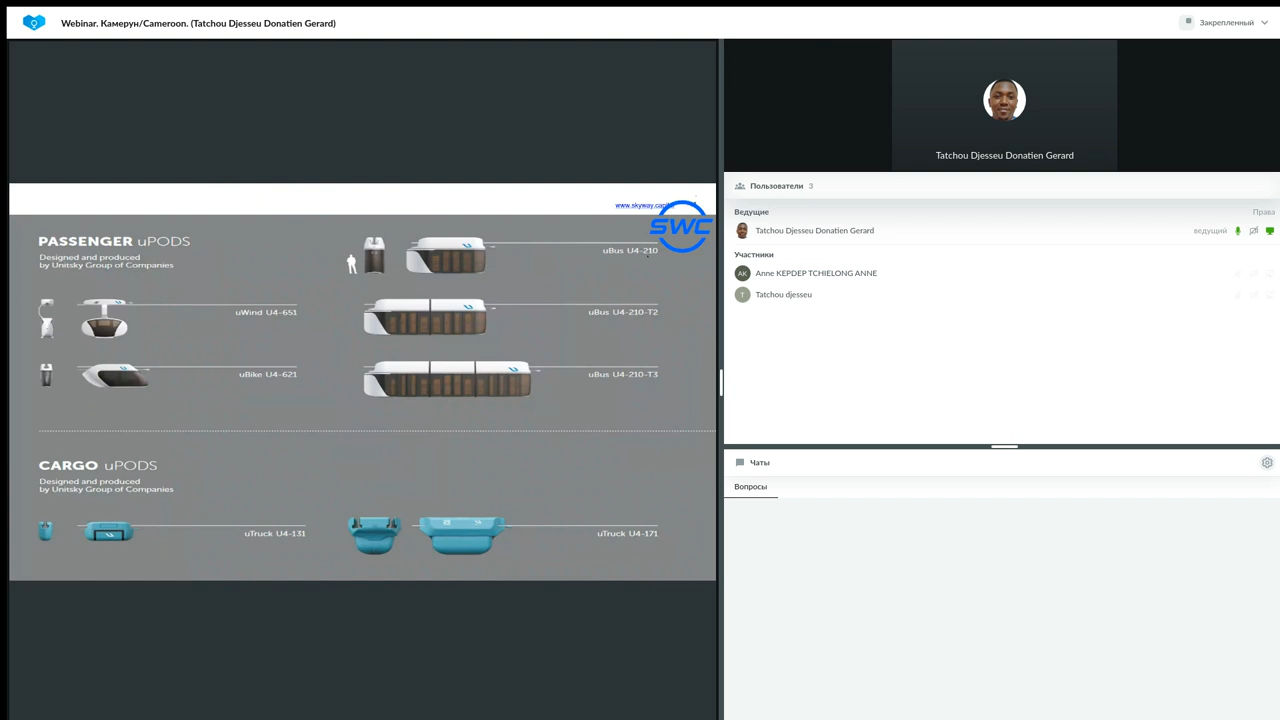 Webinar. Камерун/Cameroon. (Tatchou Djesseu Donatien Gerard)
Закрепленный
www.skyway.capi
SWC
PASSENGER uPODS
Designed and produced
by Unitsky Group of Companies
uBus U4-210
uWind U4-651
uBus U4-210-T2
uBike U4-621
uBus U4-210-T3
CARGO uPODS
Designed and produced
by Unitsky Group of Companies
uTruck U4-131
uTruck U4-171
Tatchou Djesseu Donatien Gerard
Пользователи 3
Ведущие Права
Tatchou Djesseu Donatien Gerard ведущий
Участники
AK Anne KEPDEP TCHIELONG ANNE
T Tatchou djesseu
Чаты
Вопросы